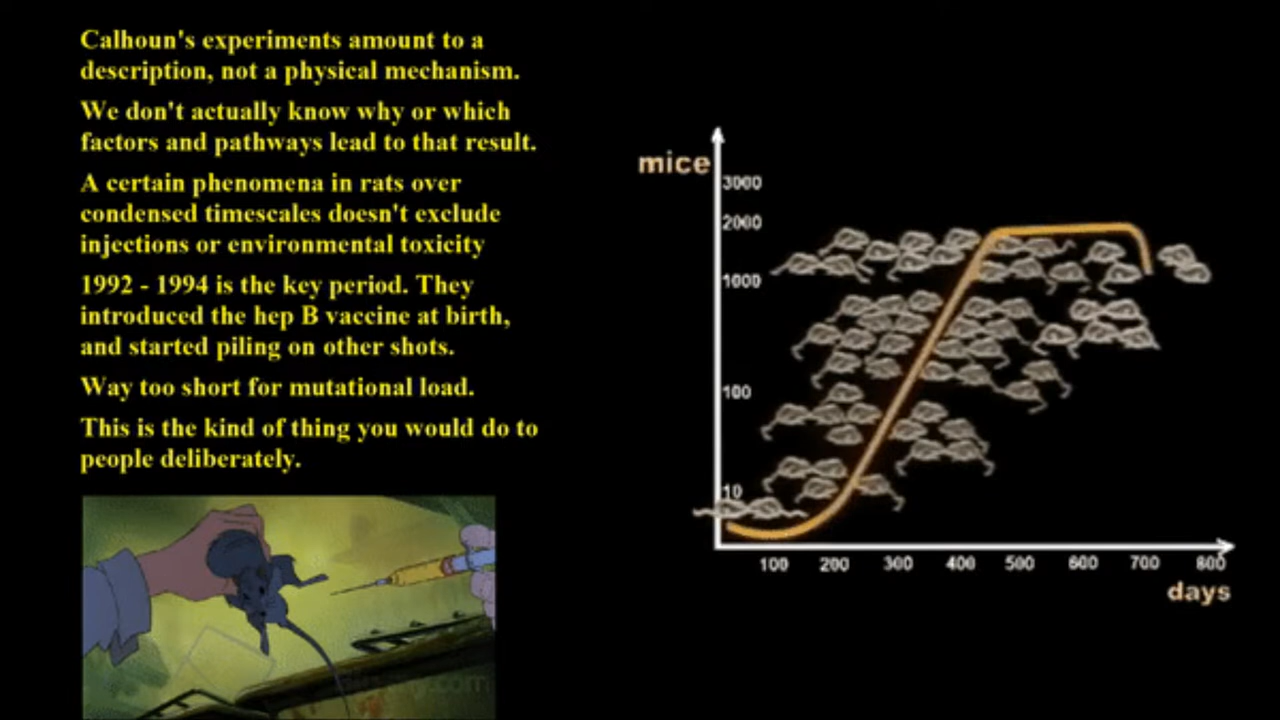 Calhoun's experiments amount to a
description, not a physical mechanism.
We don't actually know why or which
factors and pathways lead to that result.
A certain phenomena in rats over
condensed timescales doesn't exclude
injections or environmental toxicity
1992 - 1994 is the key period. They
introduced the hep B vaccine at birth,
and started piling on other shots.
Way too short for mutational load.
This is the kind of thing you would do to
people deliberately.
mice
3000
2000
1000
100
10
100 200 300 400 500 600 700 800
days